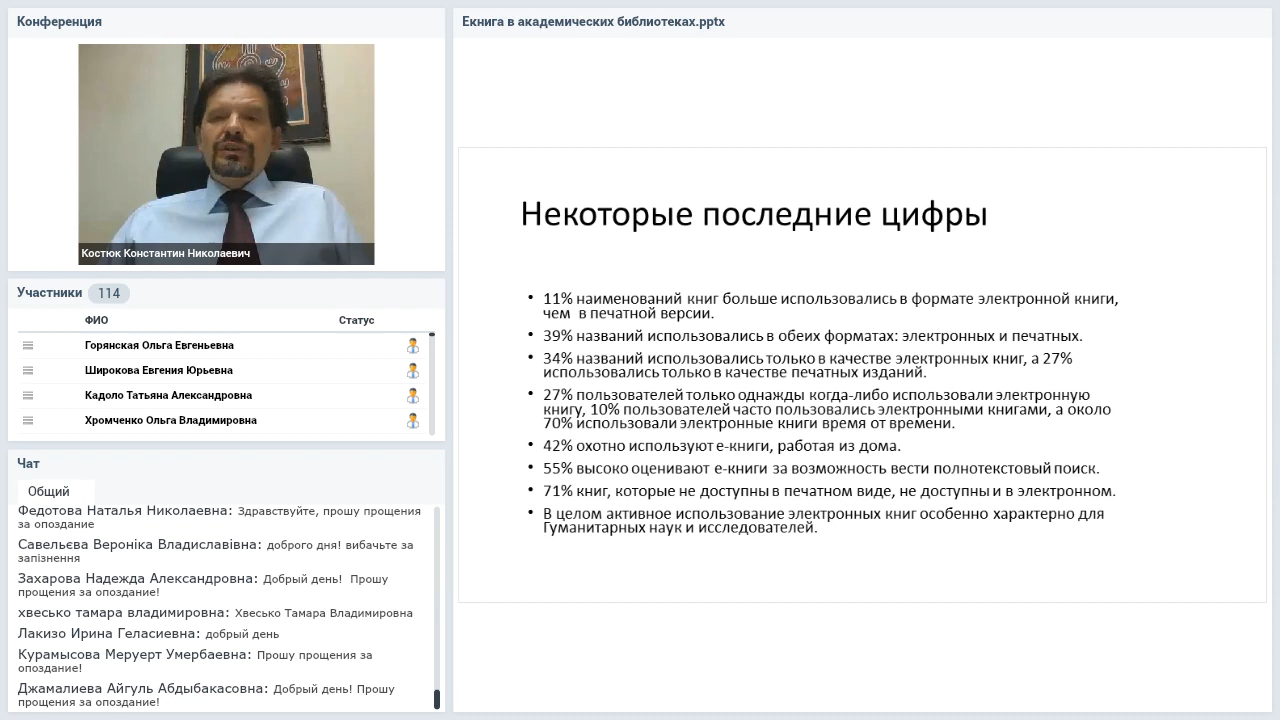 Конференция
Костюк Константин Николаевич
Участники 114
ФИО Статус
Горянская Ольга Евгеньевна
Широкова Евгения Юрьевна
Кадоло Татьяна Александровна
Хромченко Ольга Владимировна
Чат
Общий
Федотова Наталья Николаевна: Здравствуйте, прошу прощения
за опоздание
Савельєва Вероніка Владиславівна: доброго дня! вибачьте за
запізнення
Захарова Надежда Александровна: Добрый день! Прошу
прощения за опоздание!
хвесько тамара владимировна: Хвесько Тамара Владимировна
Лакизо Ирина Геласиевна: добрый день
Курамысова Меруерт Умербаевна: Прошу прощения за
опоздание!
Джамалиева Айгуль Абдыбакасовна: Добрый день! Прошу
прощения за опоздание!
Екнига в академических библиотеках.pptx
Некоторые последние цифры
• 11% наименований книг больше использовались в формате электронной книги,
чем в печатной версии.
• 39% названий использовались в обеих форматах: электронных и печатных.
• 34% названий использовались только в качестве электронных книг, а 27%
использовались только в качестве печатных изданий.
• 27% пользователей только однажды когда-либо использовали электронную
книгу, 10% пользователей часто пользовались электронными книгами, а около
70% использовали электронные книги время от времени.
• 42% охотно используют е-книги, работая из дома.
• 55% высоко оценивают е-книги за возможность вести полнотекстовый поиск.
• 71% книг, которые не доступны в печатном виде, не доступны и в электронном.
• В целом активное использование электронных книг особенно характерно для
Гуманитарных наук и исследователей.